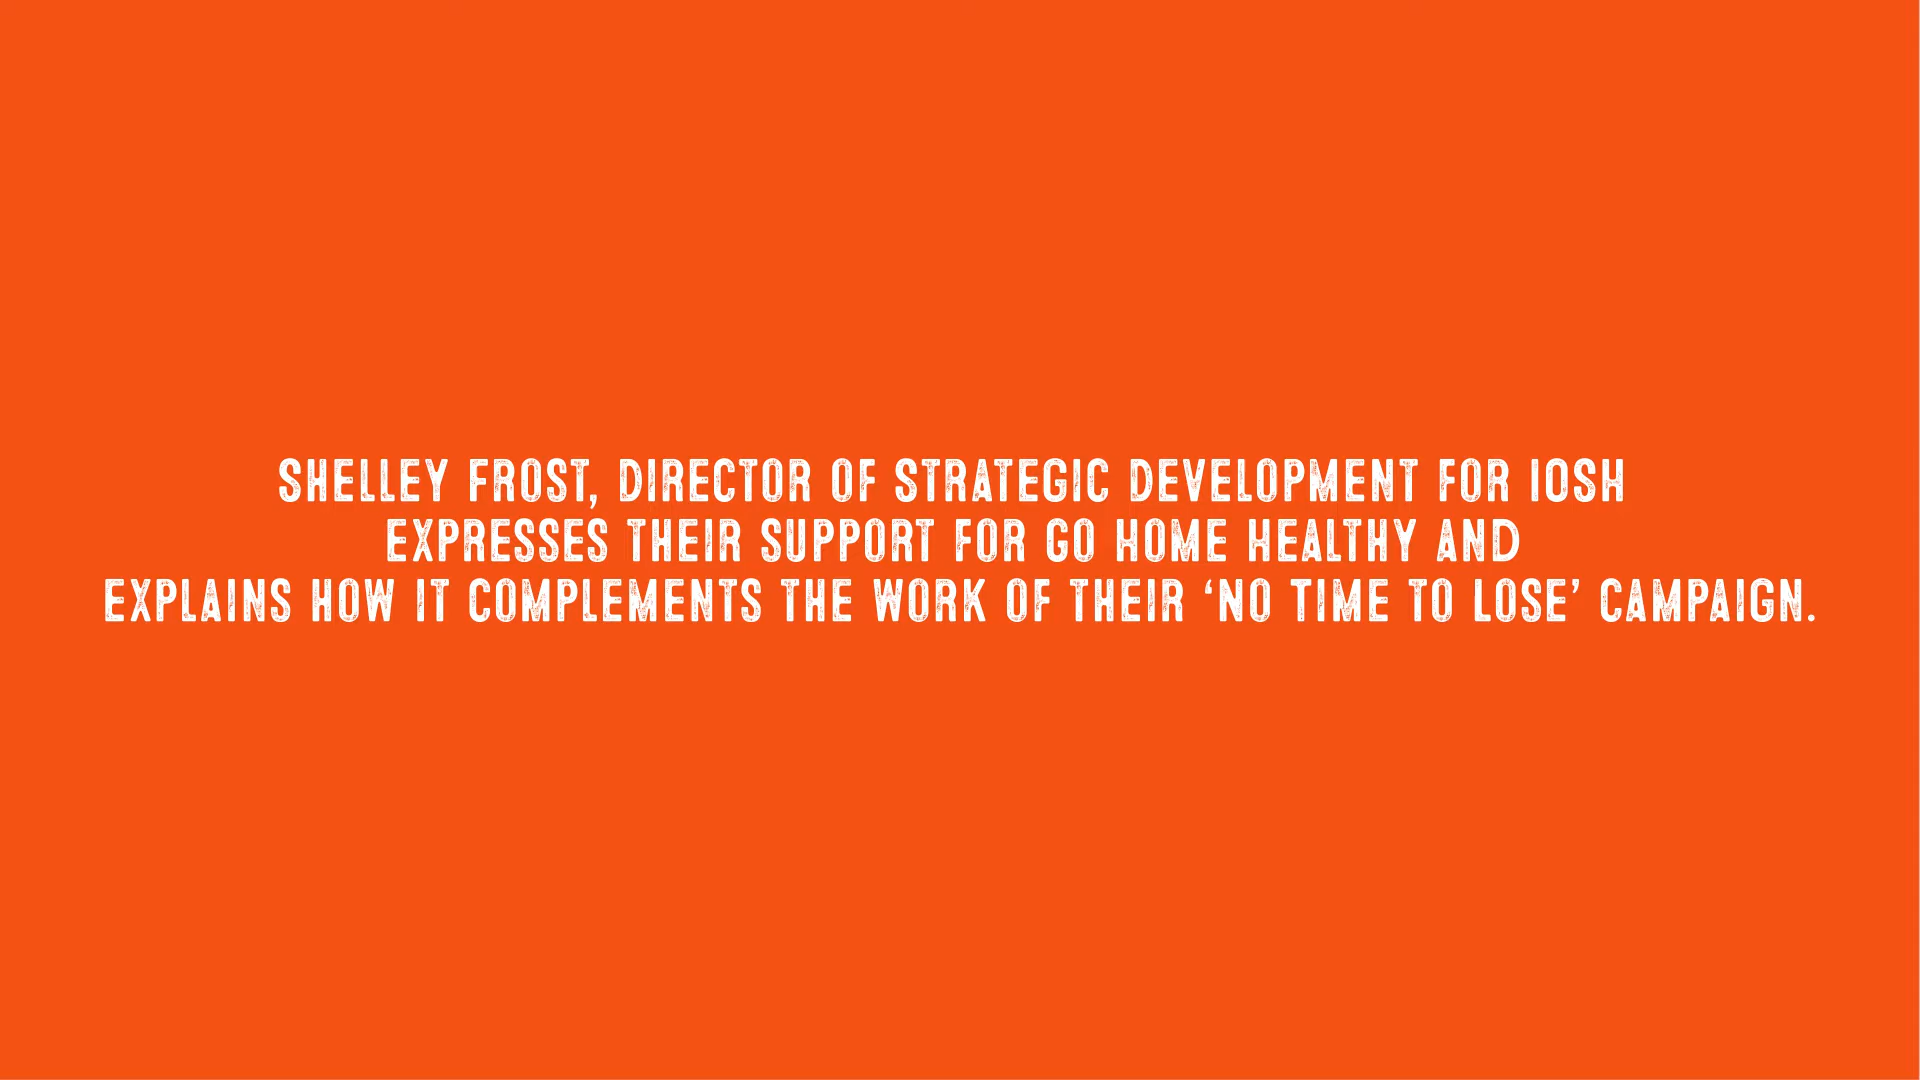 SHELLEY FROST, DIRECTOR OF STRATEGIC DEVELOPMENT FOR IOSH
EXPRESSES THEIR SUPPORT FOR GO HOME HEALTHY AND
EXPLAINS HOW IT COMPLEMENTS THE WORK OF THEIR ‘NO TIME TO LOSE’ CAMPAIGN.